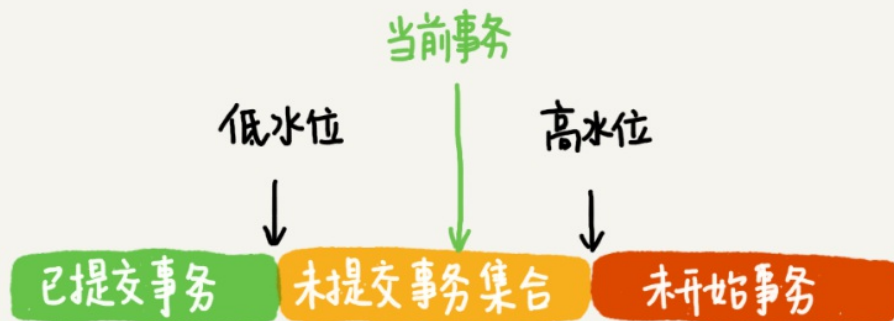 当前事务
低水位
高水位
已提交事务
未提交事务集合
未开始事务